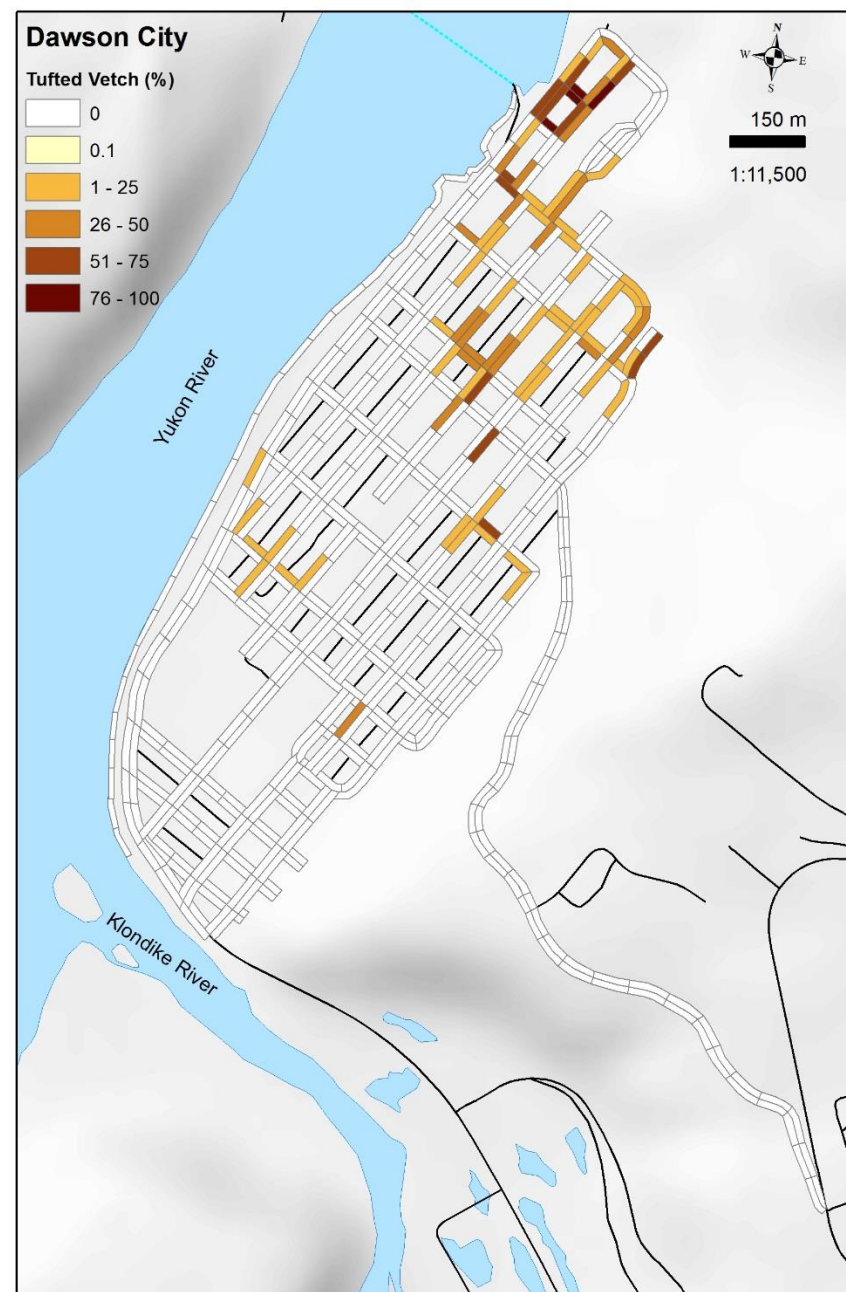 Dawson City
Tufted Vetch (%)
0
0.1
1 - 25
26 - 50
51 - 75
76 - 100
N
W
E
S
150 m
1:11,500
Yukon River
Klondike River